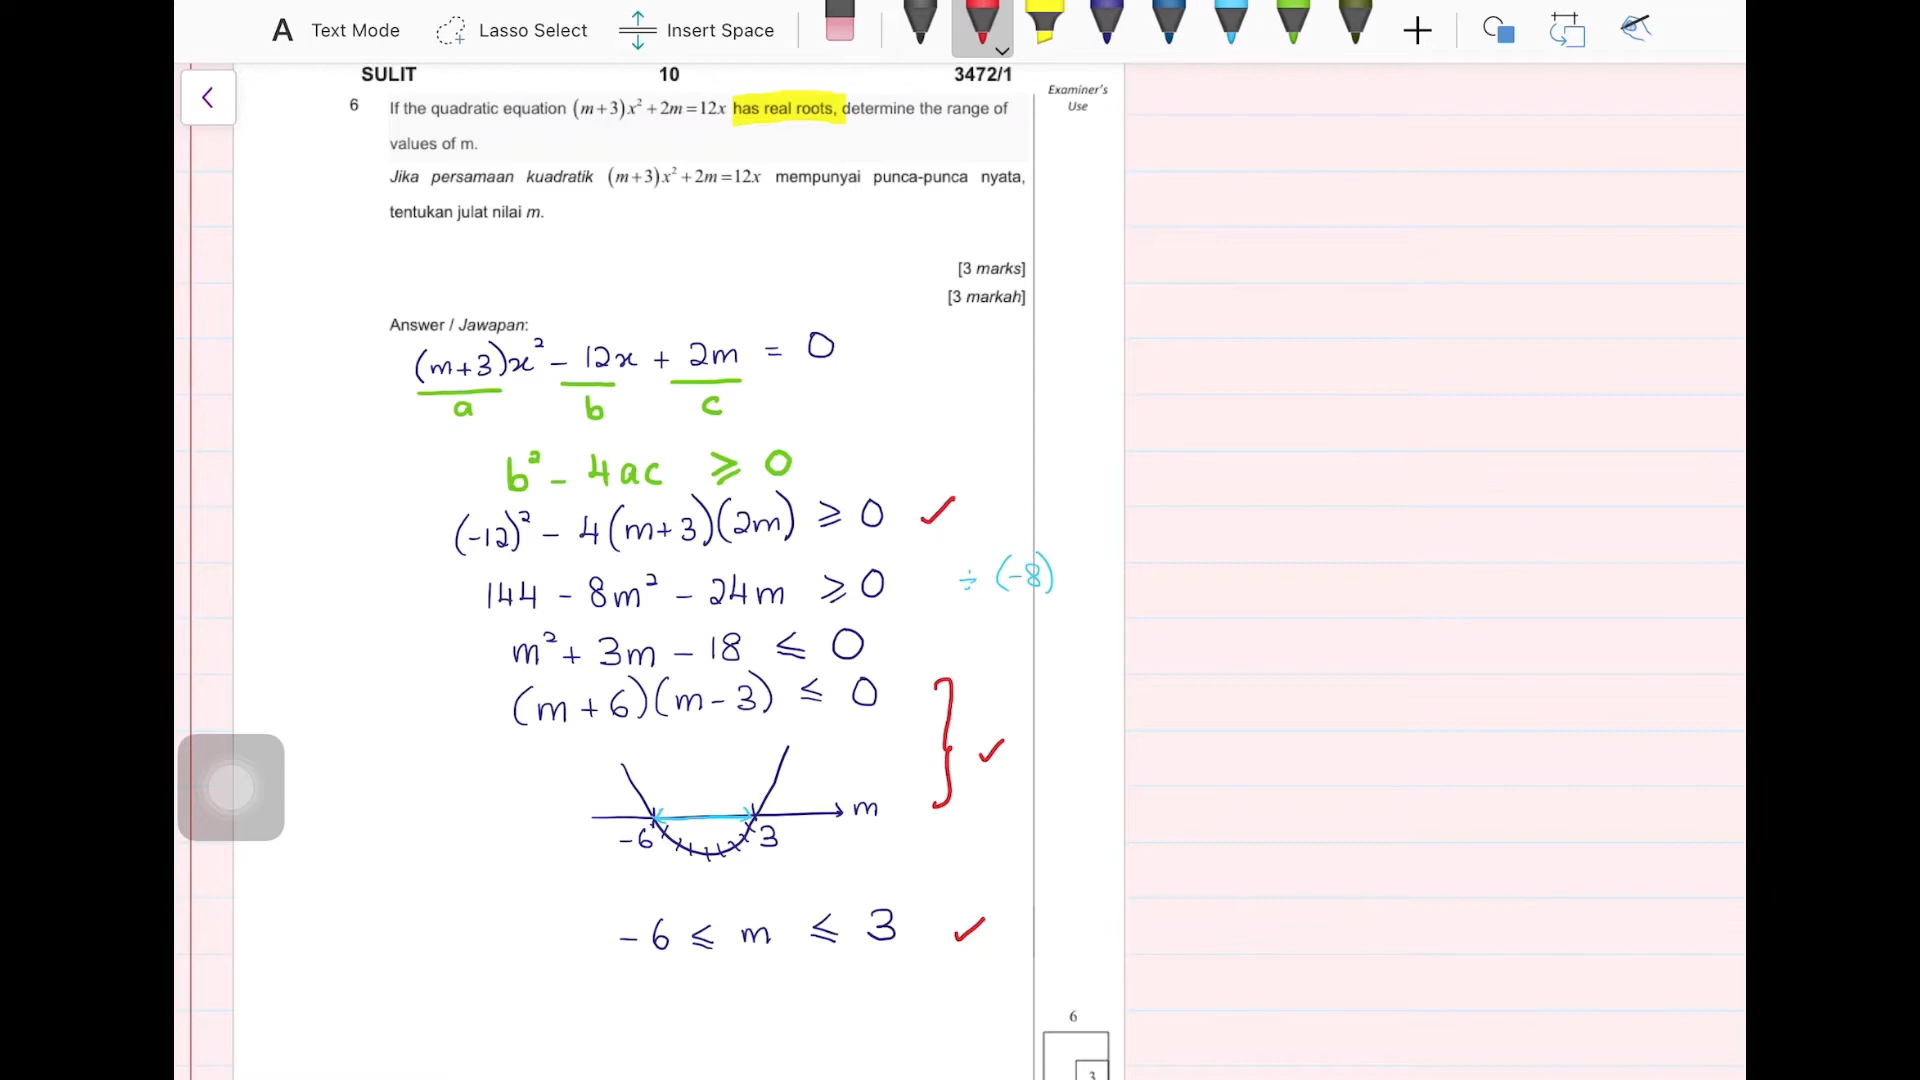 Text Mode Lasso Select Insert Space
SULIT 10 3472/1
Examiner's
Use
6 If the quadratic equation (m+3)x²+2m=12x has real roots, determine the range of
values of m.
Jika persamaan kuadratik (m+3)x²+2m=12x mempunyai punca-punca nyata,
tentukan julat nilai m.
[3 marks]
[3 markah]
Answer / Jawapan:
(m+3)x² - 12x + 2m = 0
a b c
b² - 4ac ⩾ 0
(-12)² - 4(m+3)(2m) ⩾ 0 ✓
144 - 8m² - 24m ⩾ 0 ÷ (-8)
m² + 3m - 18 ⩽ 0
(m+6)(m-3) ⩽ 0
✓
m
-6 3
-6 ⩽ m ⩽ 3 ✓
6
3